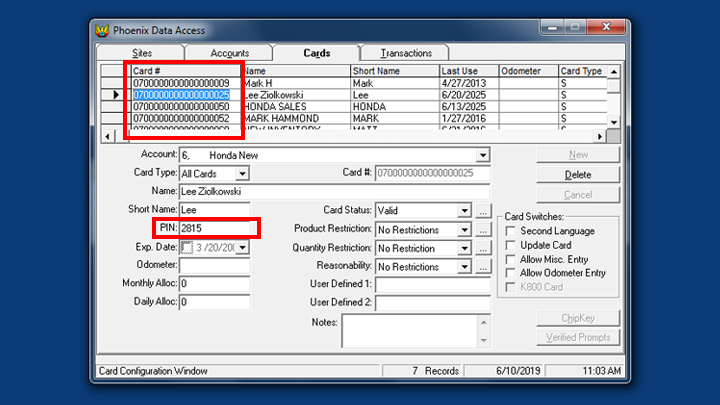 Phoenix Data Access
Sites Accounts Cards Transactions
Card # Name Short Name Last Use Odometer Card Type
0700000000000000009 Mark H Mark 4/27/2013 S
0700000000000000025 Lee Ziolkowski Lee 6/20/2025 S
0700000000000000050 HONDA SALES HONDA 6/13/2025 S
0700000000000000052 MARK HAMMOND MARK 1/27/2016 S
Account: 6, Honda New New
Card Type: All Cards Card #: 0700000000000000025 Delete
Name: Lee Ziolkowski Cancel
Short Name: Lee Card Status: Valid ... Card Switches:
PIN: 2815 Product Restriction: No Restrictions ... Second Language
Exp. Date: 3 /20/20 Quantity Restriction: No Restrictions ... Update Card
Odometer: Reasonability: No Restrictions ... Allow Misc. Entry
Monthly Alloc: 0 User Defined 1: Allow Odometer Entry
Daily Alloc: 0 User Defined 2: K800 Card
Notes: ChipKey
Verified Prompts
Card Configuration Window 7 Records 6/10/2019 11:03 AM